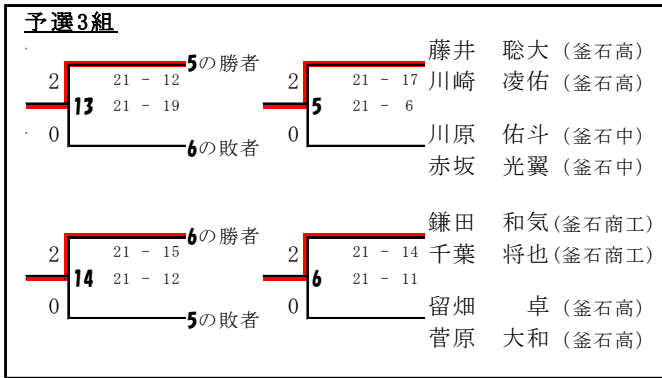 予選3組
5の勝者
2
21 - 12
13
21 - 19
0
6の敗者
2
21 - 17
5
21 - 6
0
藤井 聡大 (釜石高)
川崎 凌佑 (釜石高)
川原 佑斗 (釜石中)
赤坂 光翼 (釜石中)
6の勝者
2
21 - 15
14
21 - 12
0
5の敗者
2
21 - 14
6
21 - 11
0
鎌田 和気(釜石商工)
千葉 将也(釜石商工)
留畑 卓 (釜石高)
菅原 大和 (釜石高)